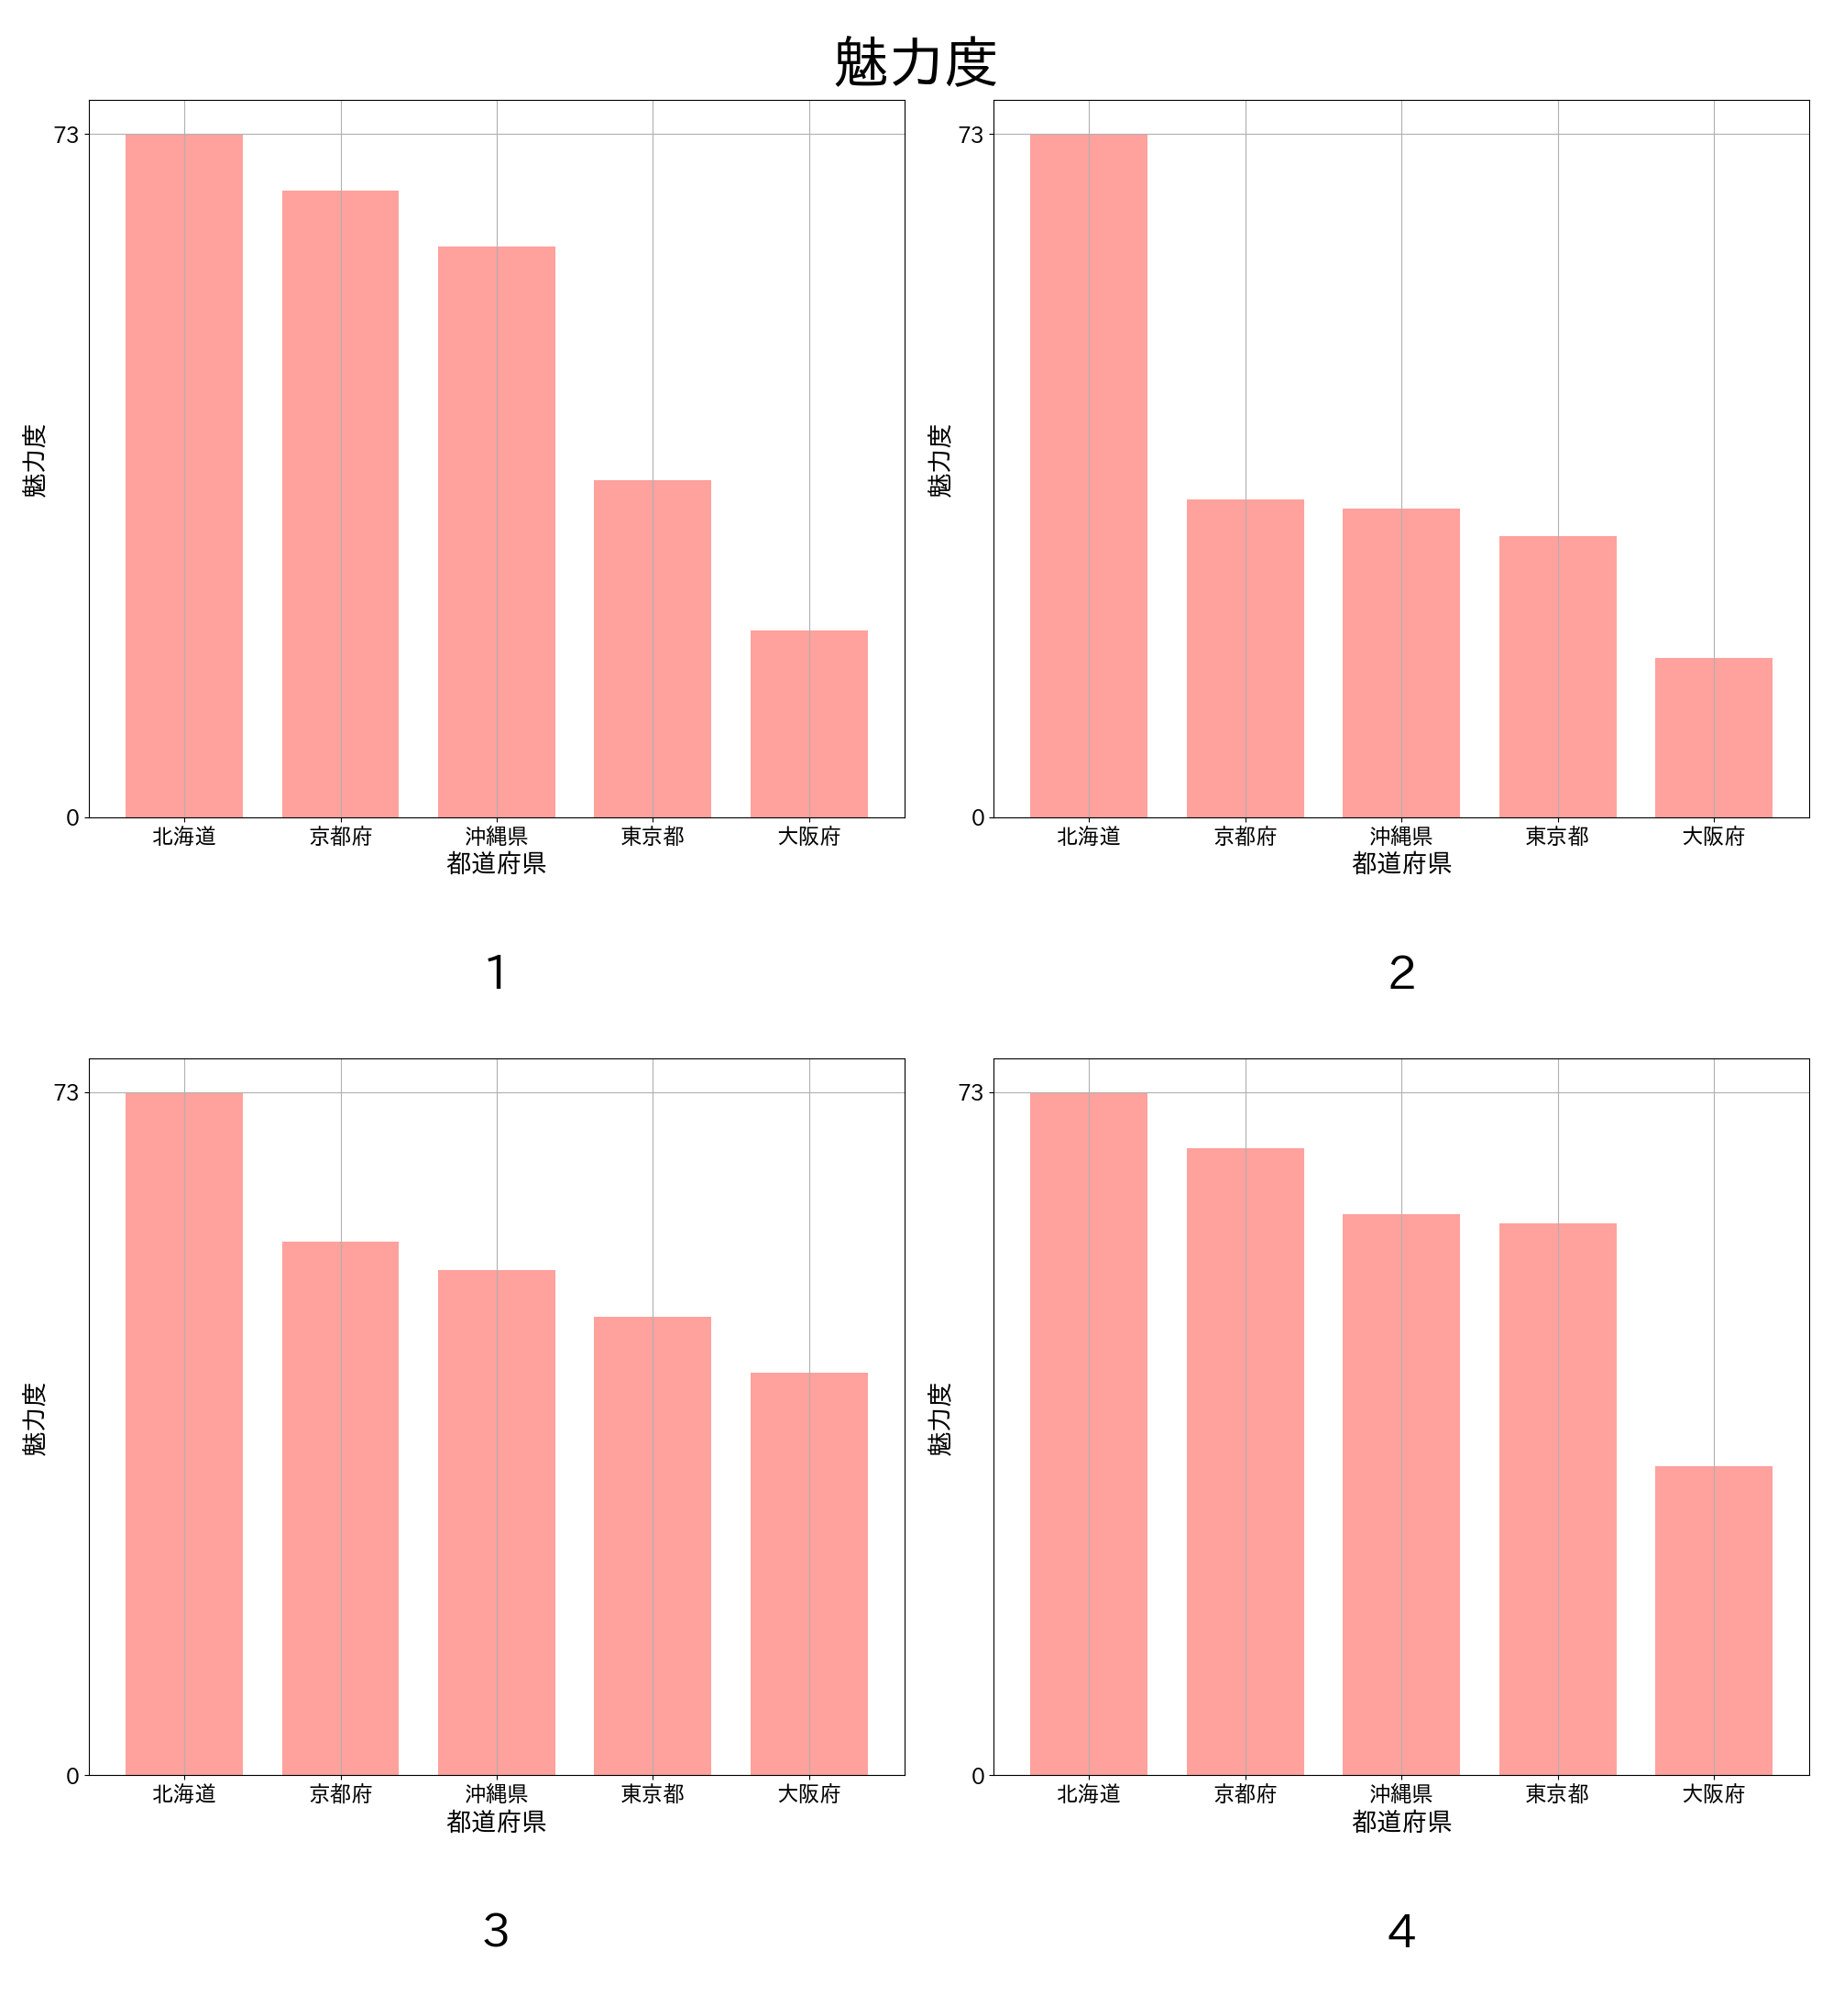 魅力度
73
0
魅力度
北海道 京都府 沖縄県 東京都 大阪府
都道府県
1
73
0
魅力度
北海道 京都府 沖縄県 東京都 大阪府
都道府県
2
73
0
魅力度
北海道 京都府 沖縄県 東京都 大阪府
都道府県
3
73
0
魅力度
北海道 京都府 沖縄県 東京都 大阪府
都道府県
4